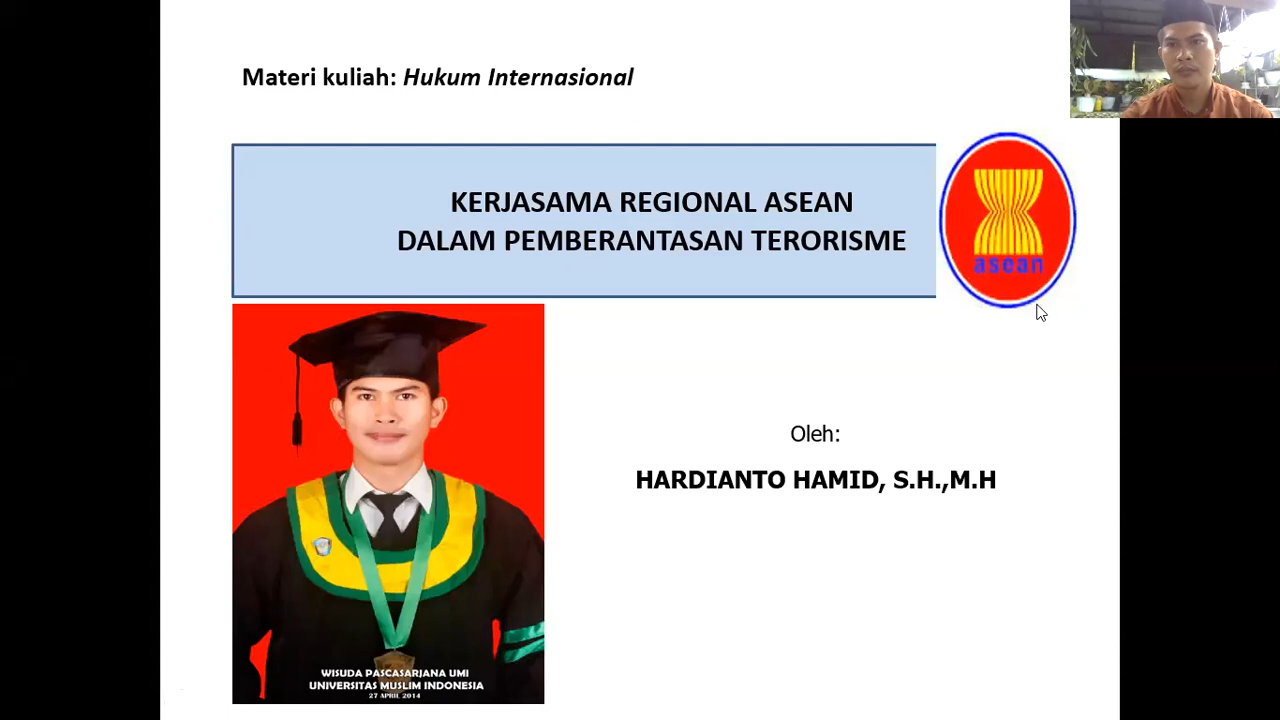 Materi kuliah: Hukum Internasional
KERJASAMA REGIONAL ASEAN
DALAM PEMBERANTASAN TERORISME
asean
Oleh:
HARDIANTO HAMID, S.H.,M.H
WISUDA PASCASARJANA UMI
UNIVERSITAS MUSLIM INDONESIA
27 APRIL 2014